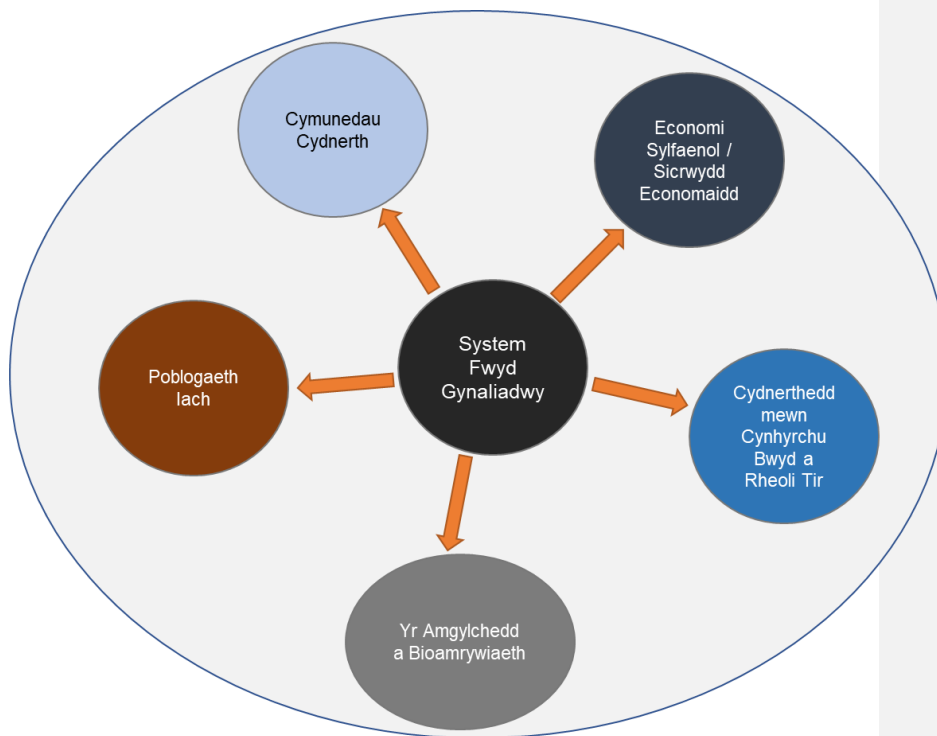 Cymunedau
Cydnerth
Economi
Sylfaenol /
Sicrwydd
Economaidd
System
Fwyd
Gynaliadwy
Poblogaeth
Iach
Cydnerthedd
mewn
Cynhyrchu
Bwyd a
Rheoli Tir
Yr Amgylchedd
a Bioamrywiaeth